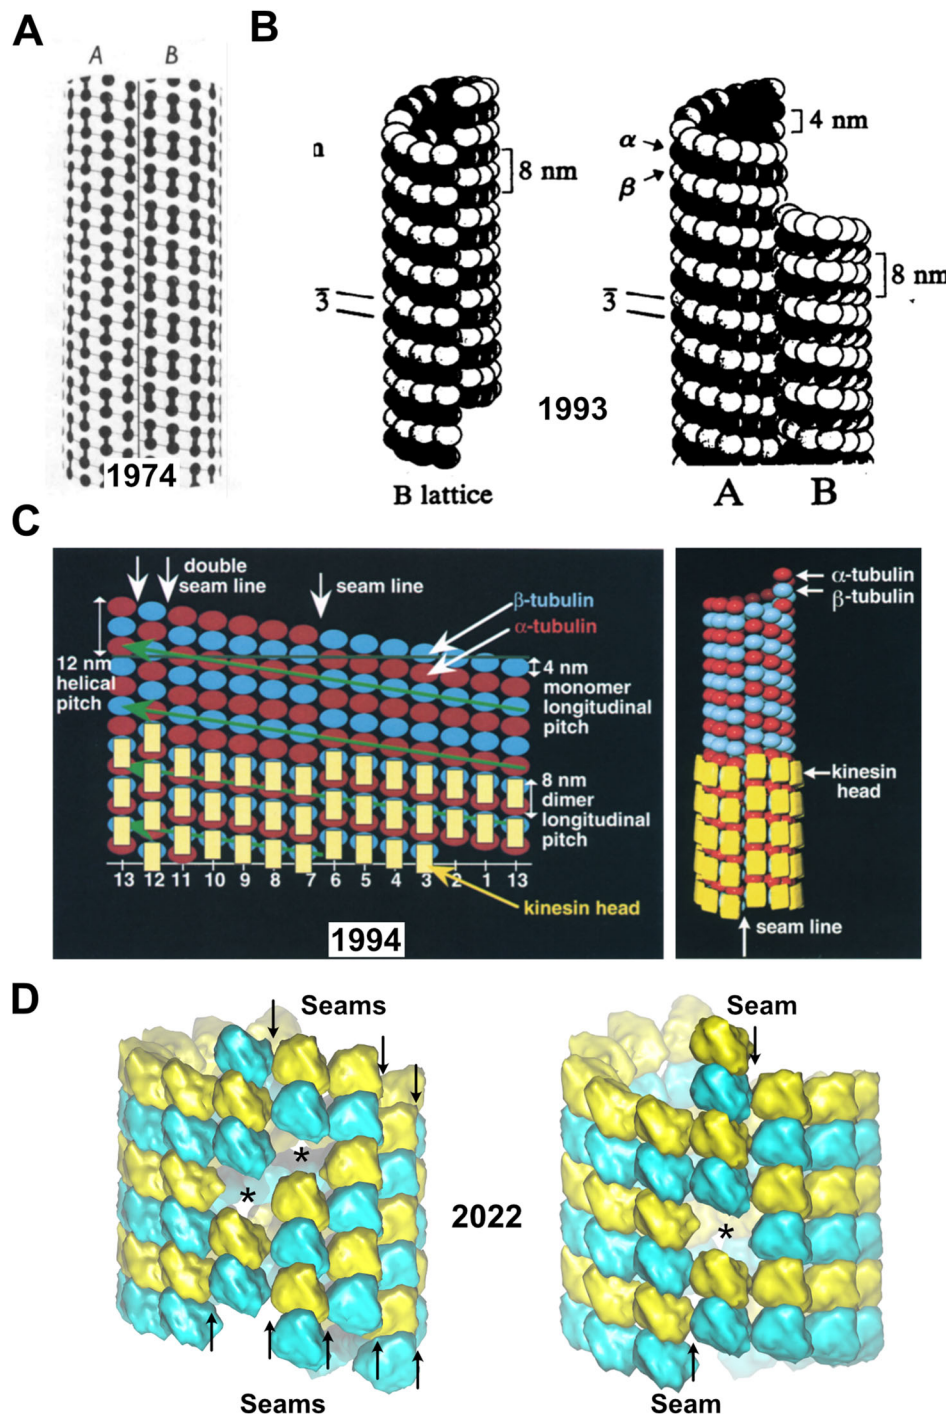 A
B
A
B
1974
n
8 nm
3
B lattice
1993
α
β
4 nm
8 nm
3
A
B
C
double
seam line
seam line
β-tubulin
α-tubulin
12 nm
helical
pitch
4 nm
monomer
longitudinal
pitch
8 nm
dimer
longitudinal
pitch
13 12 11 10 9 8 7 6 5 4 3 2 1 13
kinesin head
1994
α-tubulin
β-tubulin
kinesin
head
seam line
D
Seams
Seam
*
*
*
2022
Seams
Seam